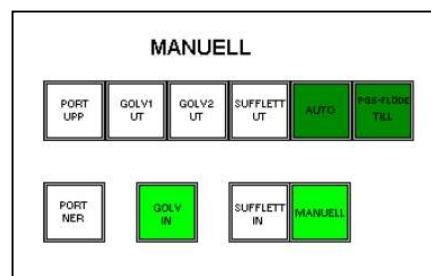 MANUELL
PORT UPP
GOLV1 UT
GOLV2 UT
SUFFLETT UT
AUTO
PGS-FLÖDE TILL
PORT NER
GOLV IN
SUFFLETT IN
MANUELL